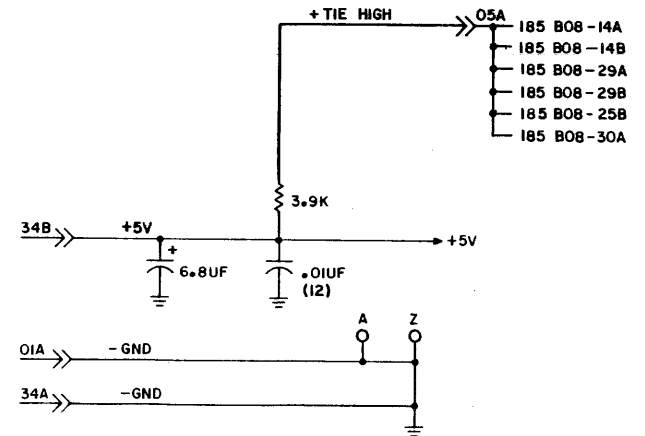 + TIE HIGH
05A
185 B08-14A
185 B08-14B
185 B08-29A
185 B08-29B
185 B08-25B
185 B08-30A
3.9K
34B
+5V
+5V
+
6.8UF
.01UF
(12)
A
Z
01A
-GND
34A
-GND